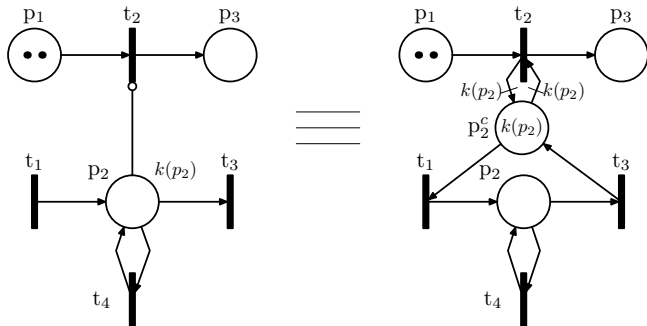 p₁ t₂ p₃
t₁ p₂ k(p₂) t₃
t₄
p₁ t₂ p₃
k(p₂) k(p₂)
p₂ᶜ k(p₂)
t₁ p₂ t₃
t₄